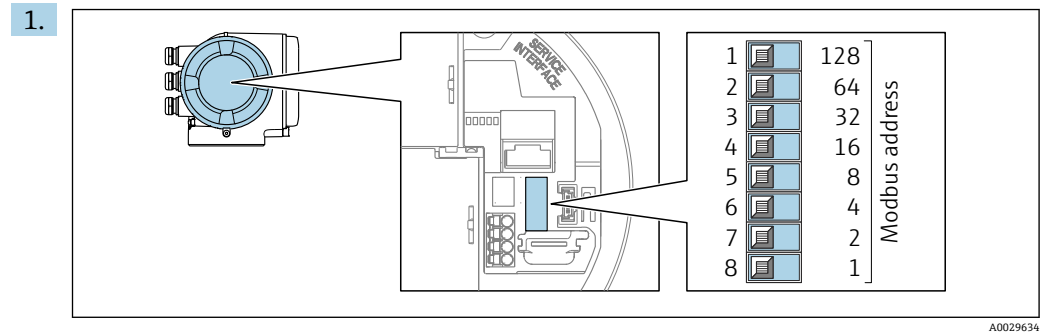 1.
SERVICE
INTERFACE
1 128
2 64
3 32
4 16
5 8
6 4
7 2
8 1
Modbus address
A0029634